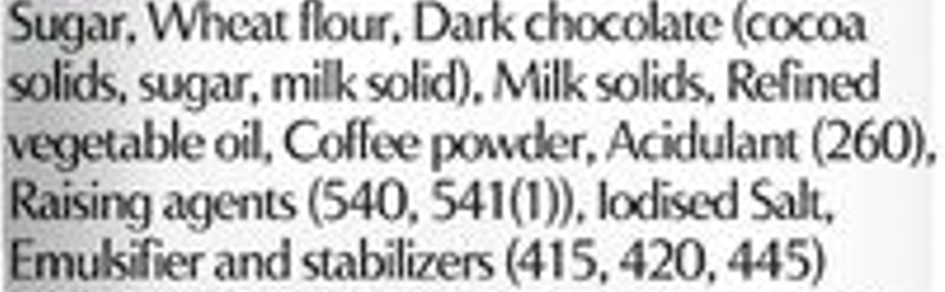 Sugar, Wheat flour, Dark chocolate (cocoa
solids, sugar, milk solid), Milk solids, Refined
vegetable oil, Coffee powder, Acidulant (260),
Raising agents (540, 541(1)), Iodised Salt,
Emulsifier and stabilizers (415, 420, 445)